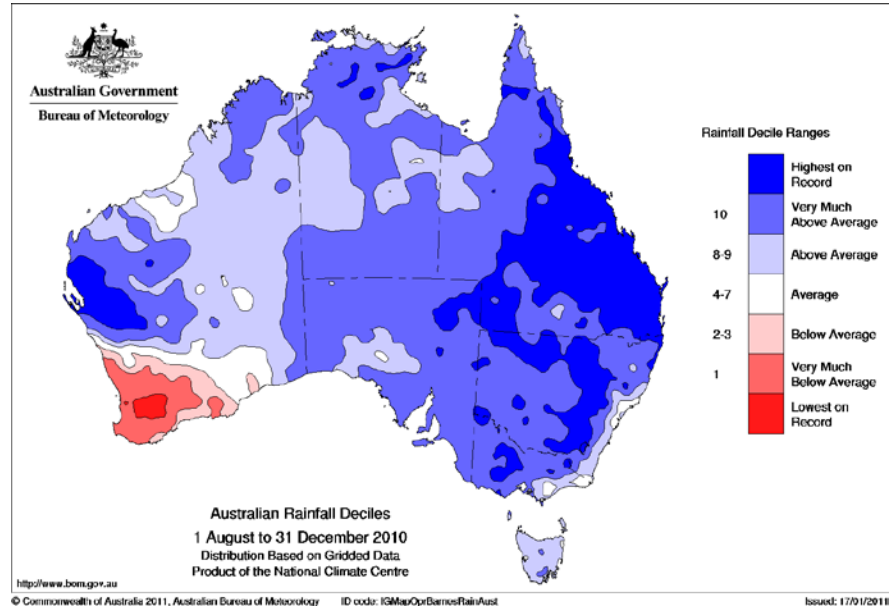 Australian Government
Bureau of Meteorology
Rainfall Decile Ranges
Highest on
Record
10
Very Much
Above Average
8-9
Above Average
4-7
Average
2-3
Below Average
1
Very Much
Below Average
Lowest on
Record
Australian Rainfall Deciles
1 August to 31 December 2010
Distribution Based on Gridded Data
Product of the National Climate Centre
http://www.bom.gov.au
© Commonwealth of Australia 2011, Australian Bureau of Meteorology
ID code: IGMapOprBarnesRainAust
Issued: 17/01/2011